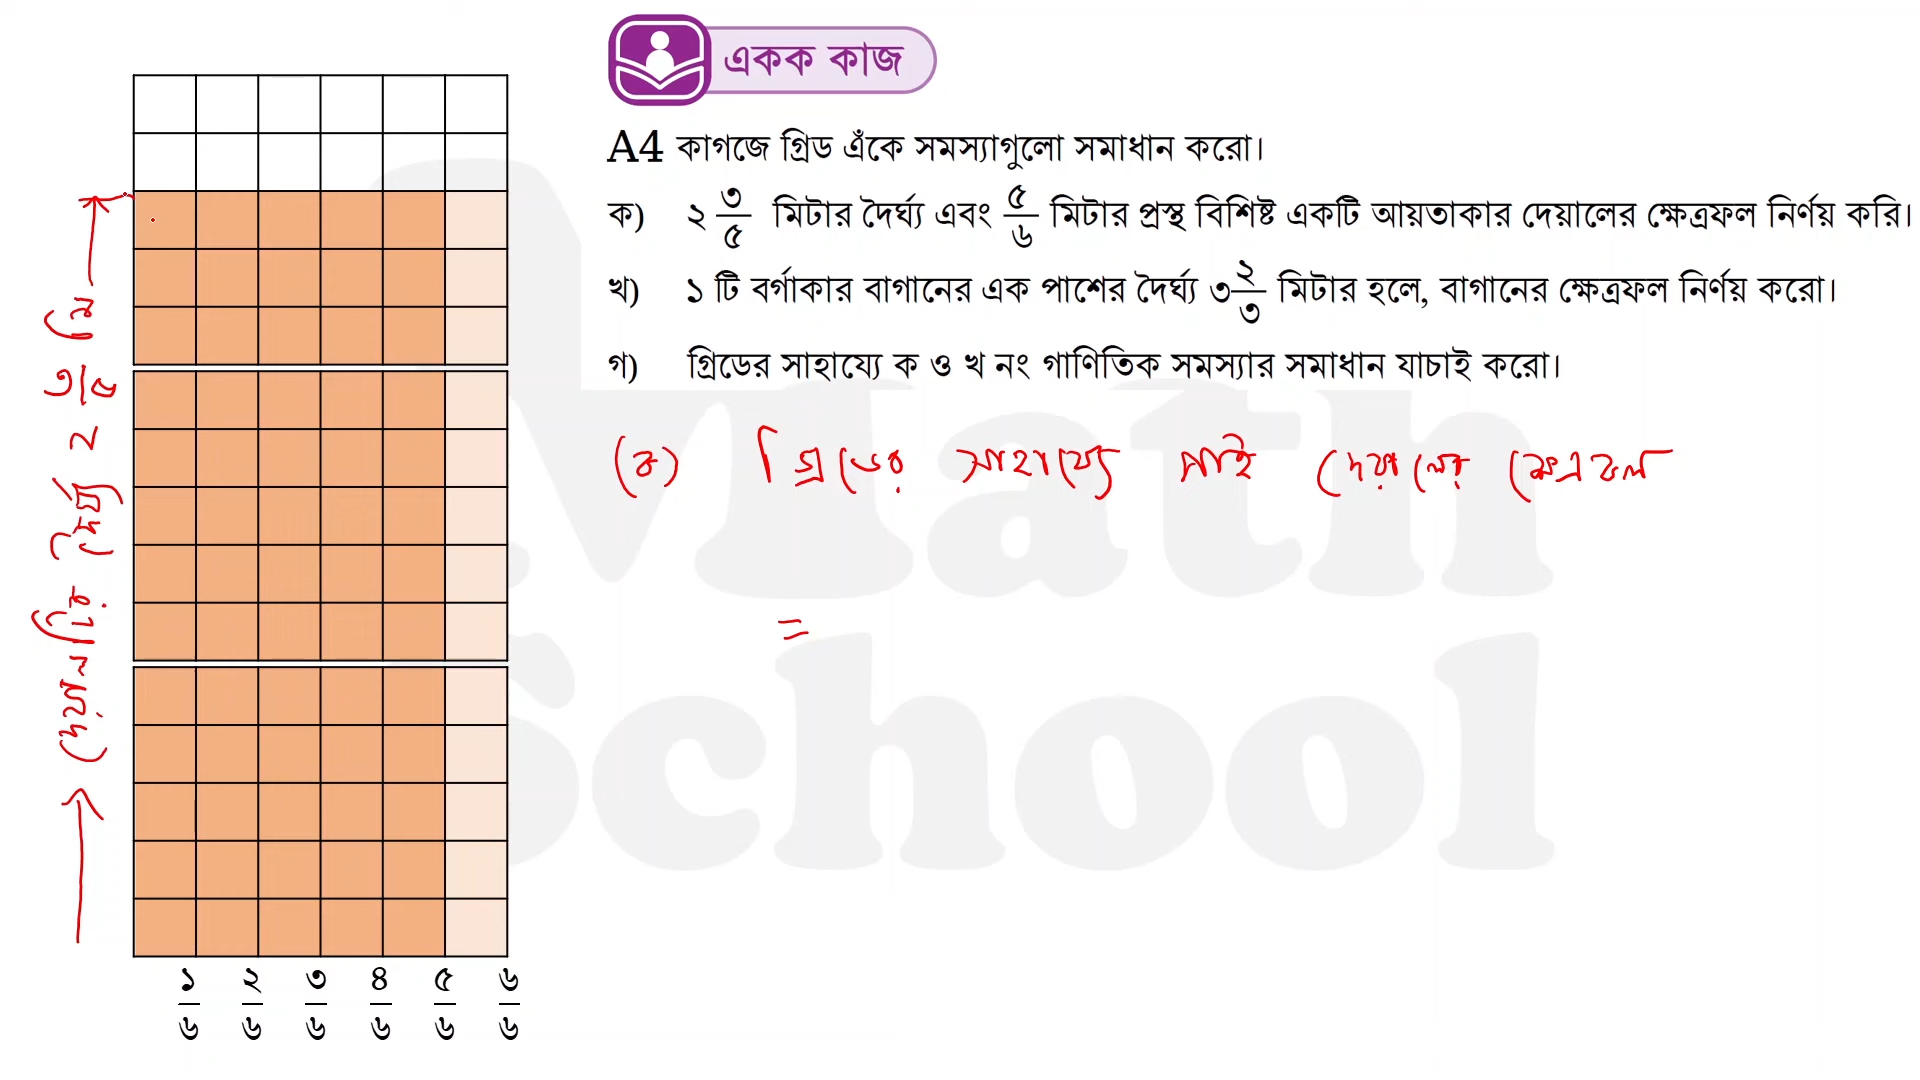 একক কাজ
A4 কাগজে গ্রিড এঁকে সমস্যাগুলো সমাধান করো।
ক) ২ ৩/৫ মিটার দৈর্ঘ্য এবং ৫/৬ মিটার প্রস্থ বিশিষ্ট একটি আয়তাকার দেয়ালের ক্ষেত্রফল নির্ণয় করি।
খ) ১ টি বর্গাকার বাগানের এক পাশের দৈর্ঘ্য ৩ ২/৩ মিটার হলে, বাগানের ক্ষেত্রফল নির্ণয় করো।
গ) গ্রিডের সাহায্যে ক ও খ নং গাণিতিক সমস্যার সমাধান যাচাই করো।
(ক) গ্রিডের সাহায্যে পাই দেয়ালের ক্ষেত্রফল
=
দেয়ালটির দৈর্ঘ্য ২ ৩/৫ মি
১/৬ ২/৬ ৩/৬ ৪/৬ ৫/৬ ৬/৬
Math
School